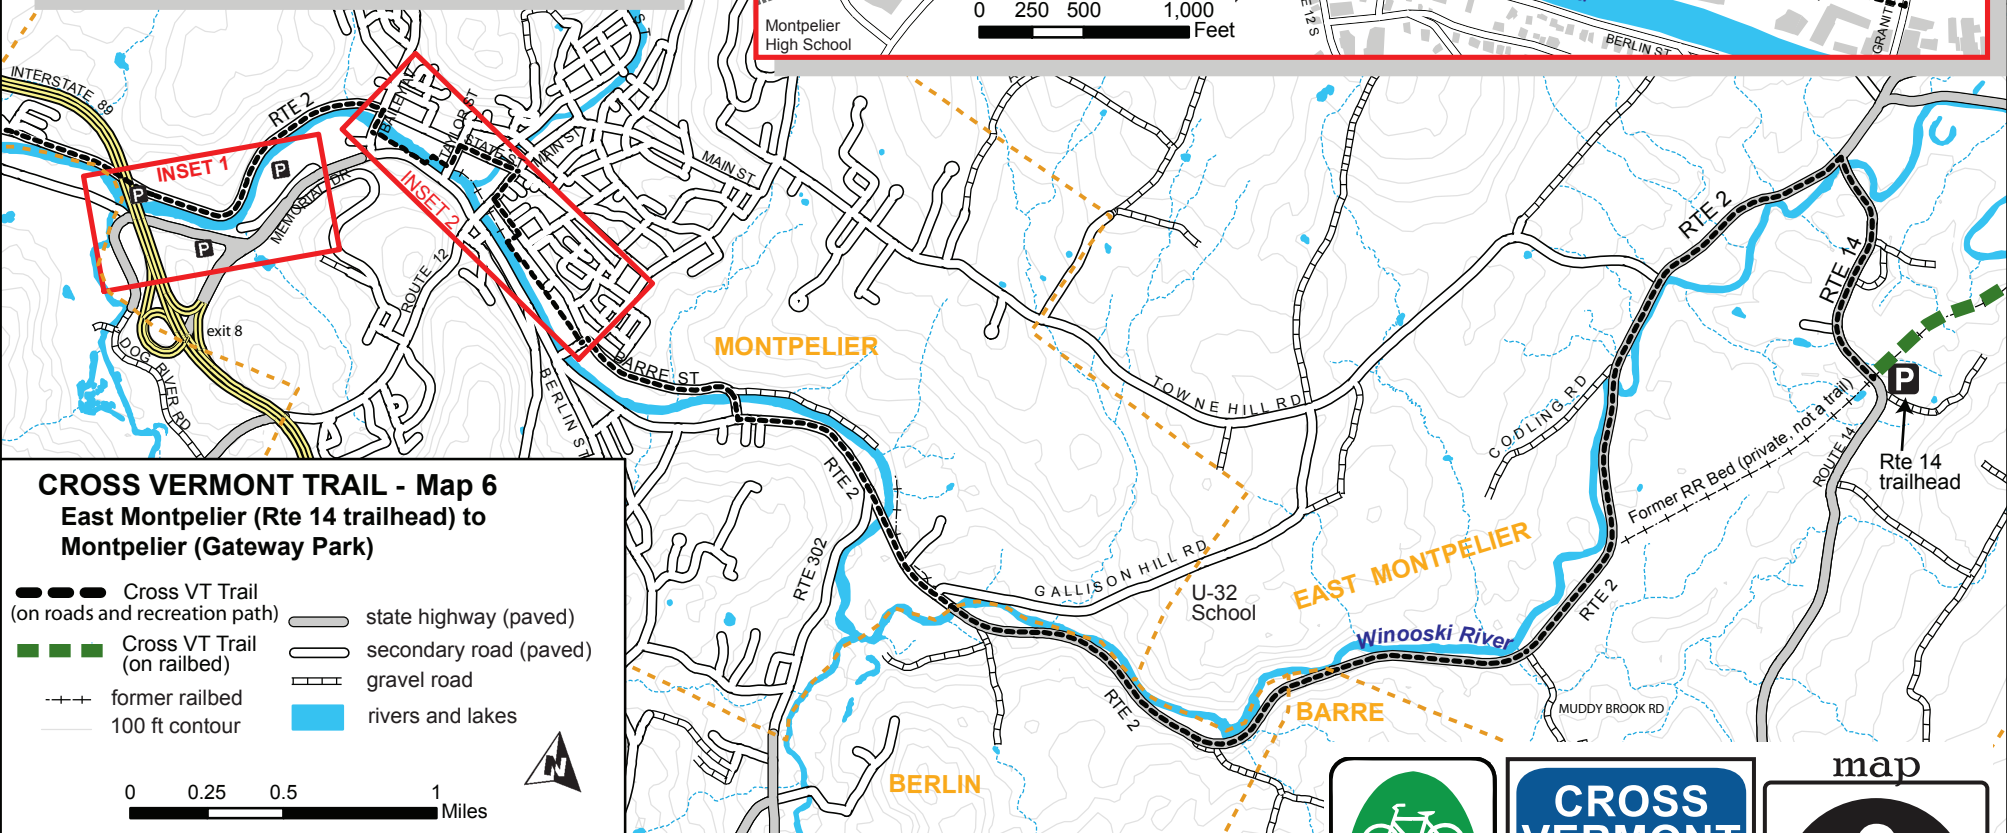 Montpelier
High School
0 250 500 1,000
Feet
BERLIN ST
GRANIT
E 12 S
INTERSTATE 89
RTE 2
INSET 1
P
P
P
MEMORIAL DR
BAILEY AV
TAYLOR ST
STATE ST
MAIN ST
MAIN ST
INSET 2
ROUTE 12
exit 8
DOG RIVER RD
BARRE ST
BERLIN ST
MONTPELIER
TOWNE HILL RD
CODLING RD
RTE 2
RTE 14
P
Rte 14
trailhead
ROUTE 14
Former RR Bed (private, not a trail)
RTE 2
RTE 302
GALLISON HILL RD
U-32
School
EAST MONTPELIER
Winooski River
RTE 2
RTE 2
BARRE
MUDDY BROOK RD
BERLIN
CROSS VERMONT TRAIL - Map 6
East Montpelier (Rte 14 trailhead) to
Montpelier (Gateway Park)
Cross VT Trail
(on roads and recreation path)
Cross VT Trail
(on railbed)
former railbed
100 ft contour
state highway (paved)
secondary road (paved)
gravel road
rivers and lakes
N
0 0.25 0.5 1
Miles
CROSS
VERMONT
map